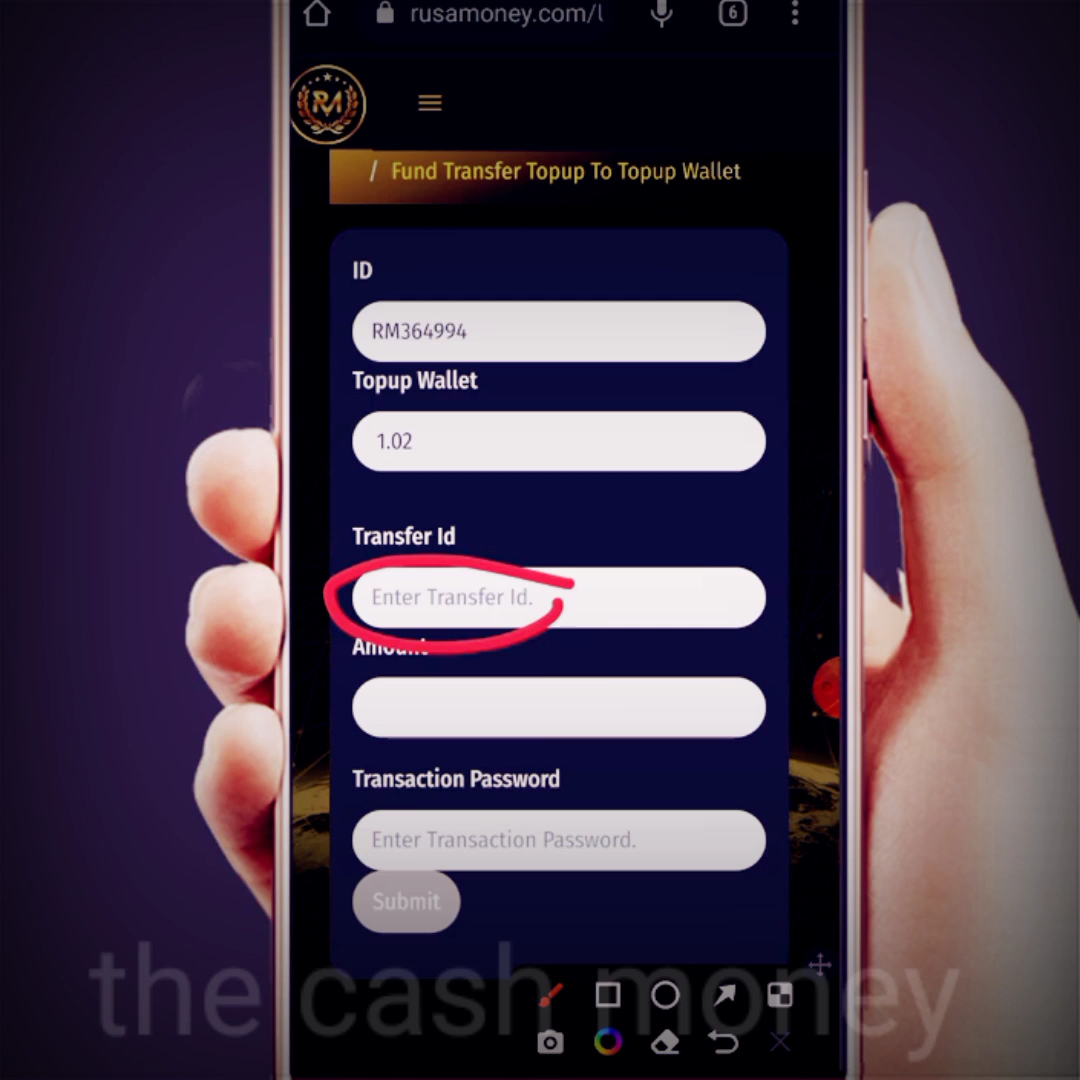 rusamoney.com/l
6
RM
/ Fund Transfer Topup To Topup Wallet
ID
RM364994
Topup Wallet
1.02
Transfer Id
Enter Transfer Id.
Amount
Transaction Password
Enter Transaction Password.
Submit
the cash money